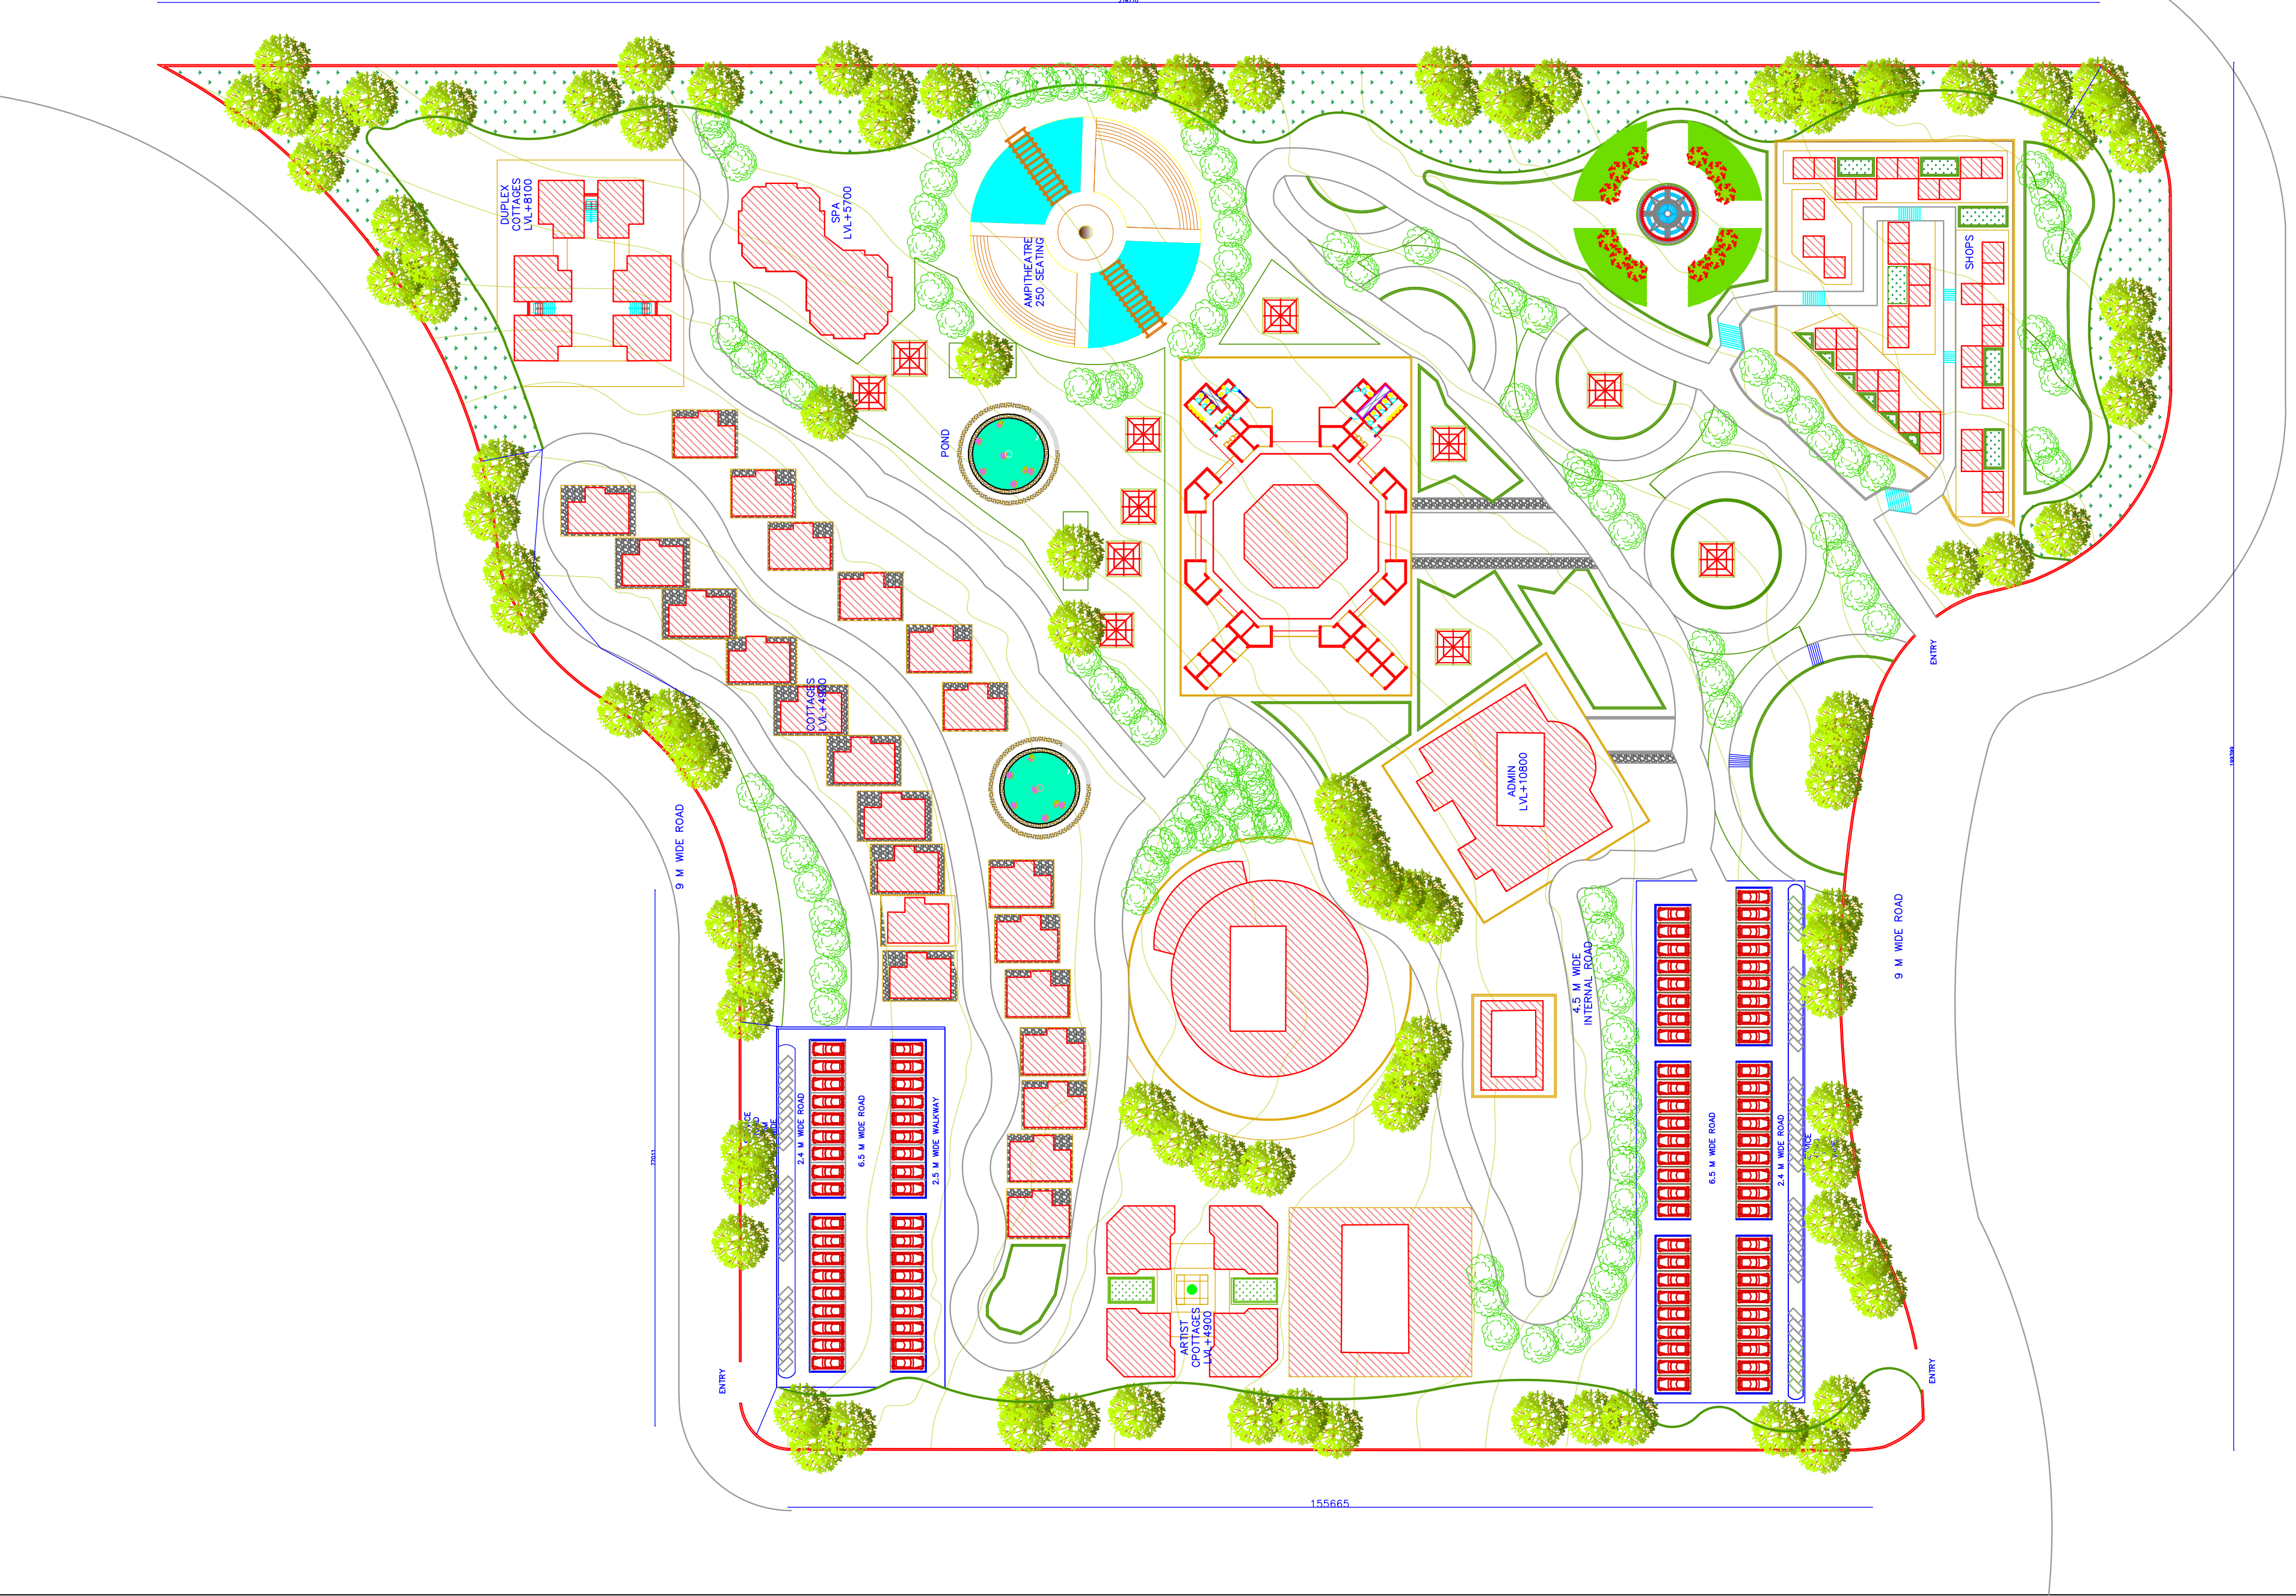 278770
DUPLEX
COTTAGES
LVL+8100
SPA
LVL+5700
AMPITHEATRE
250 SEATING
SHOPS
POND
ENTRY
COTTAGES
LVL+4900
ADMIN
LVL+10800
193399
9 M WIDE ROAD
9 M WIDE ROAD
4.5 M WIDE
INTERNAL ROAD
77011
2.4 M WIDE ROAD
6.5 M WIDE ROAD
2.5 M WIDE WALKWAY
6.5 M WIDE ROAD
2.4 M WIDE ROAD
ARTIST
CPOTTAGES
LVL+4900
ENTRY
ENTRY
155665